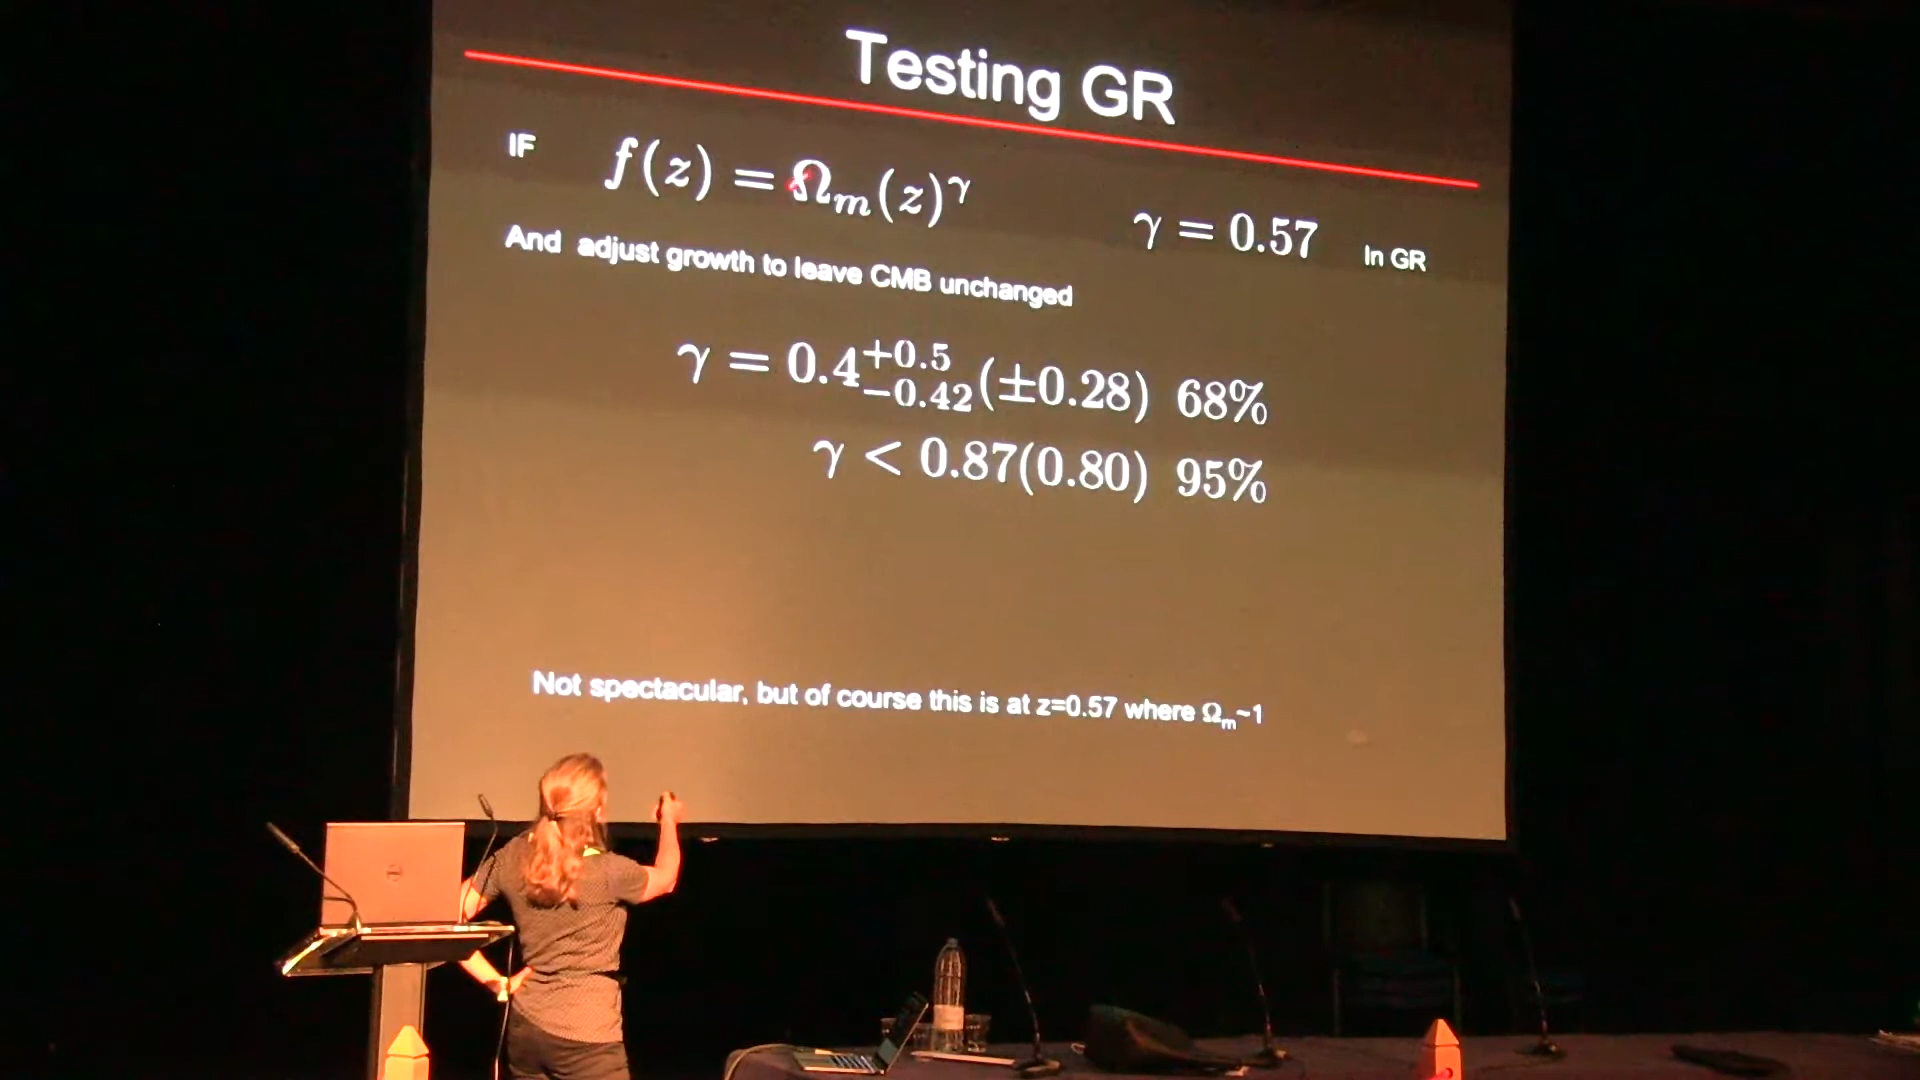 Testing GR
IF f(z) = Ωₘ(z)^γ γ = 0.57 In GR
And adjust growth to leave CMB unchanged
γ = 0.4^{+0.5}_{−0.42}(±0.28) 68%
γ < 0.87(0.80) 95%
Not spectacular, but of course this is at z=0.57 where Ωₘ~1